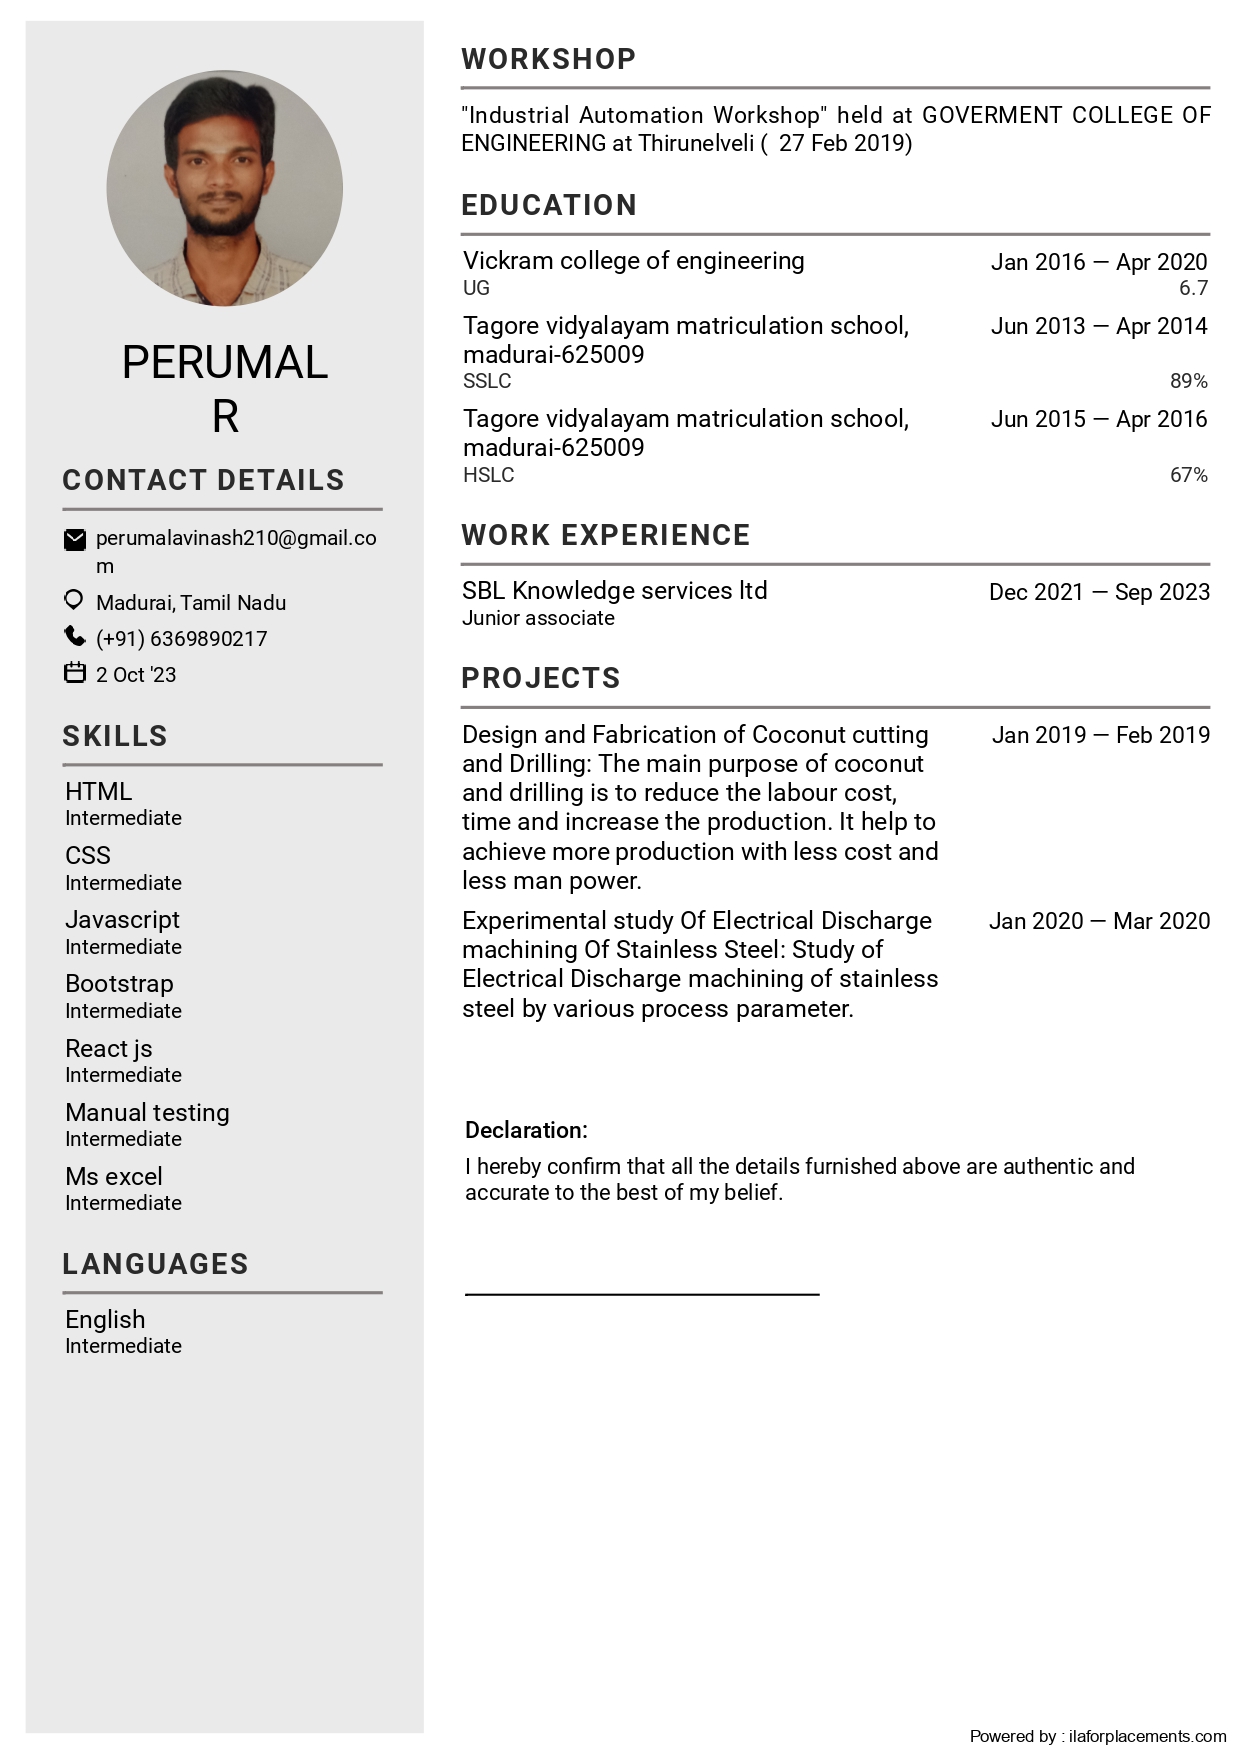 PERUMAL
R
CONTACT DETAILS
perumalavinash210@gmail.co
m
Madurai, Tamil Nadu
(+91) 6369890217
2 Oct '23
SKILLS
HTML
Intermediate
CSS
Intermediate
Javascript
Intermediate
Bootstrap
Intermediate
React js
Intermediate
Manual testing
Intermediate
Ms excel
Intermediate
LANGUAGES
English
Intermediate
WORKSHOP
"Industrial Automation Workshop" held at GOVERMENT COLLEGE OF
ENGINEERING at Thirunelveli ( 27 Feb 2019)
EDUCATION
Vickram college of engineering Jan 2016 — Apr 2020
UG 6.7
Tagore vidyalayam matriculation school, Jun 2013 — Apr 2014
madurai-625009
SSLC 89%
Tagore vidyalayam matriculation school, Jun 2015 — Apr 2016
madurai-625009
HSLC 67%
WORK EXPERIENCE
SBL Knowledge services ltd Dec 2021 — Sep 2023
Junior associate
PROJECTS
Design and Fabrication of Coconut cutting Jan 2019 — Feb 2019
and Drilling: The main purpose of coconut
and drilling is to reduce the labour cost,
time and increase the production. It help to
achieve more production with less cost and
less man power.
Experimental study Of Electrical Discharge Jan 2020 — Mar 2020
machining Of Stainless Steel: Study of
Electrical Discharge machining of stainless
steel by various process parameter.
Declaration:
I hereby confirm that all the details furnished above are authentic and
accurate to the best of my belief.
Powered by : ilaforplacements.com